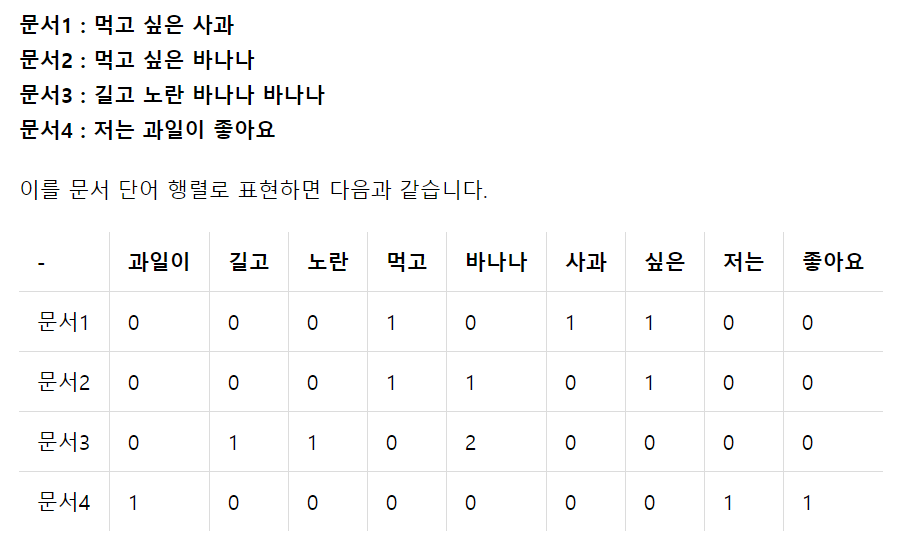 문서1 : 먹고 싶은 사과
문서2 : 먹고 싶은 바나나
문서3 : 길고 노란 바나나 바나나
문서4 : 저는 과일이 좋아요
이를 문서 단어 행렬로 표현하면 다음과 같습니다.
- 과일이 길고 노란 먹고 바나나 사과 싶은 저는 좋아요
문서1 0 0 0 1 0 1 1 0 0
문서2 0 0 0 1 1 0 1 0 0
문서3 0 1 1 0 2 0 0 0 0
문서4 1 0 0 0 0 0 0 1 1